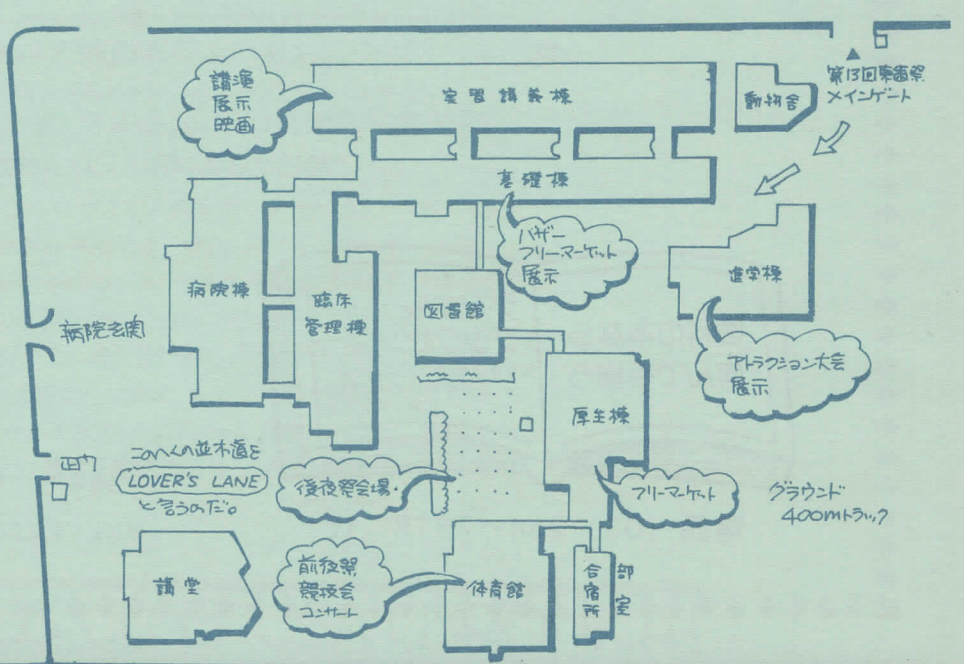 第13回東歯祭
メインゲート
講演
展示
映画
実習講義棟
動物舎
基礎棟
バザー
フリーマーケット
展示
進学棟
病院棟
臨床
管理棟
図書館
病院玄関
アトラクション大会
展示
厚生棟
正門
このへんの並木道を
LOVER'S LANE
と言うのだ。
後夜祭会場
フリーマーケット
グラウンド
400mトラック
講堂
前夜祭
競技会
コンサート
体育館
合宿所
部室